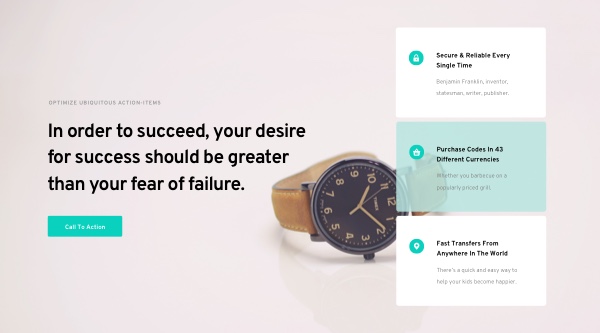 OPTIMIZE UBIQUITOUS ACTION-ITEMS
In order to succeed, your desire
for success should be greater
than your fear of failure.
Call To Action
Secure & Reliable Every
Single Time
Benjamin Franklin, inventor,
statesman, writer, publisher.
Purchase Codes In 43
Different Currencies
Whether you barbecue on a
popularly priced grill.
Fast Transfers From
Anywhere In The World
There's a quick and easy way to
help your kids become happier.